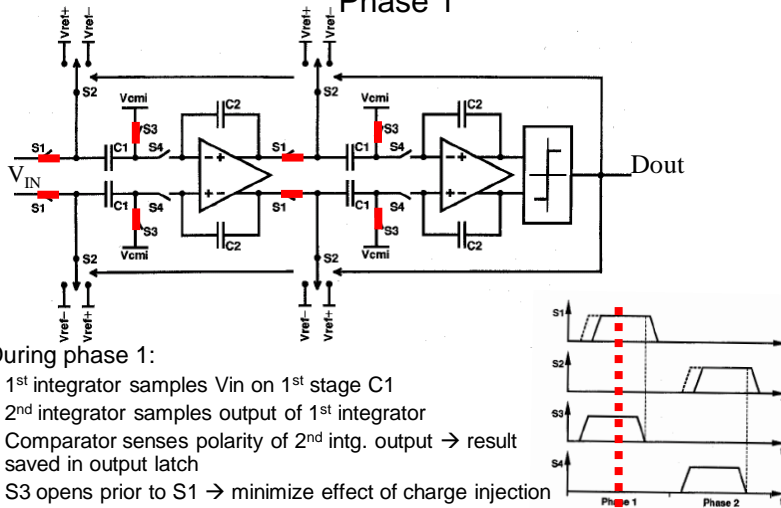 Phase 1
Vref+
Vref-
Vref+
Vref-
S2
S2
Vcmi
C2
Vcmi
C2
S1
C1
S3
S4
S1
C1
S3
S4
VIN
Dout
S1
C1
S4
S1
C1
S4
S3
C2
S3
C2
Vcmi
Vcmi
S2
S2
Vref-
Vref+
Vref-
Vref+
During phase 1:
1st integrator samples Vin on 1st stage C1
2nd integrator samples output of 1st integrator
Comparator senses polarity of 2nd intg. output → result
saved in output latch
S3 opens prior to S1 → minimize effect of charge injection
S1
S2
S3
S4
Phase 1
Phase 2